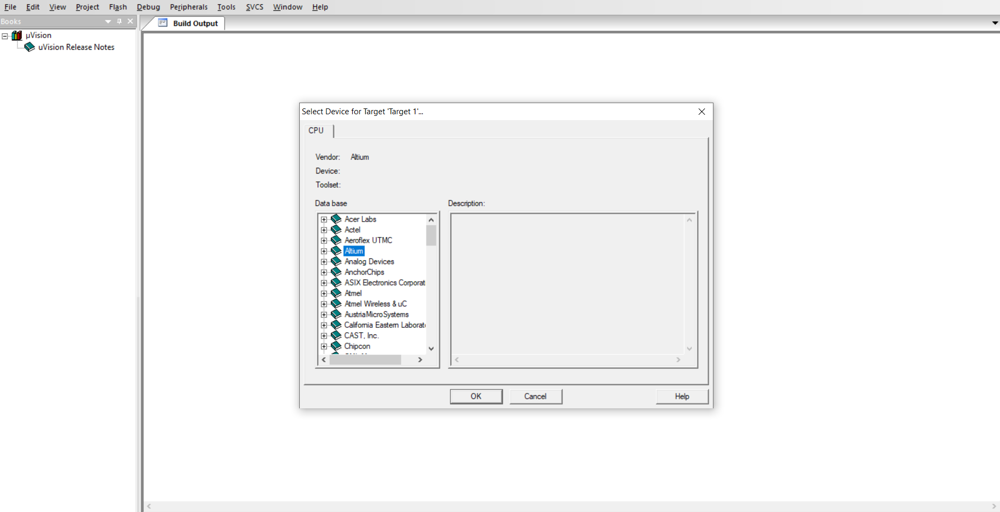 File Edit View Project Flash Debug Peripherals Tools SVCS Window Help
Books
Build Output
µVision
uVision Release Notes
Select Device for Target 'Target 1'...
CPU
Vendor: Altium
Device:
Toolset:
Data base
Description:
Acer Labs
Actel
Aeroflex UTMC
Altium
Analog Devices
AnchorChips
ASIX Electronics Corporat
Atmel
Atmel Wireless & uC
AustriaMicroSystems
California Eastern Laborat
CAST, Inc.
Chipcon
OK Cancel Help